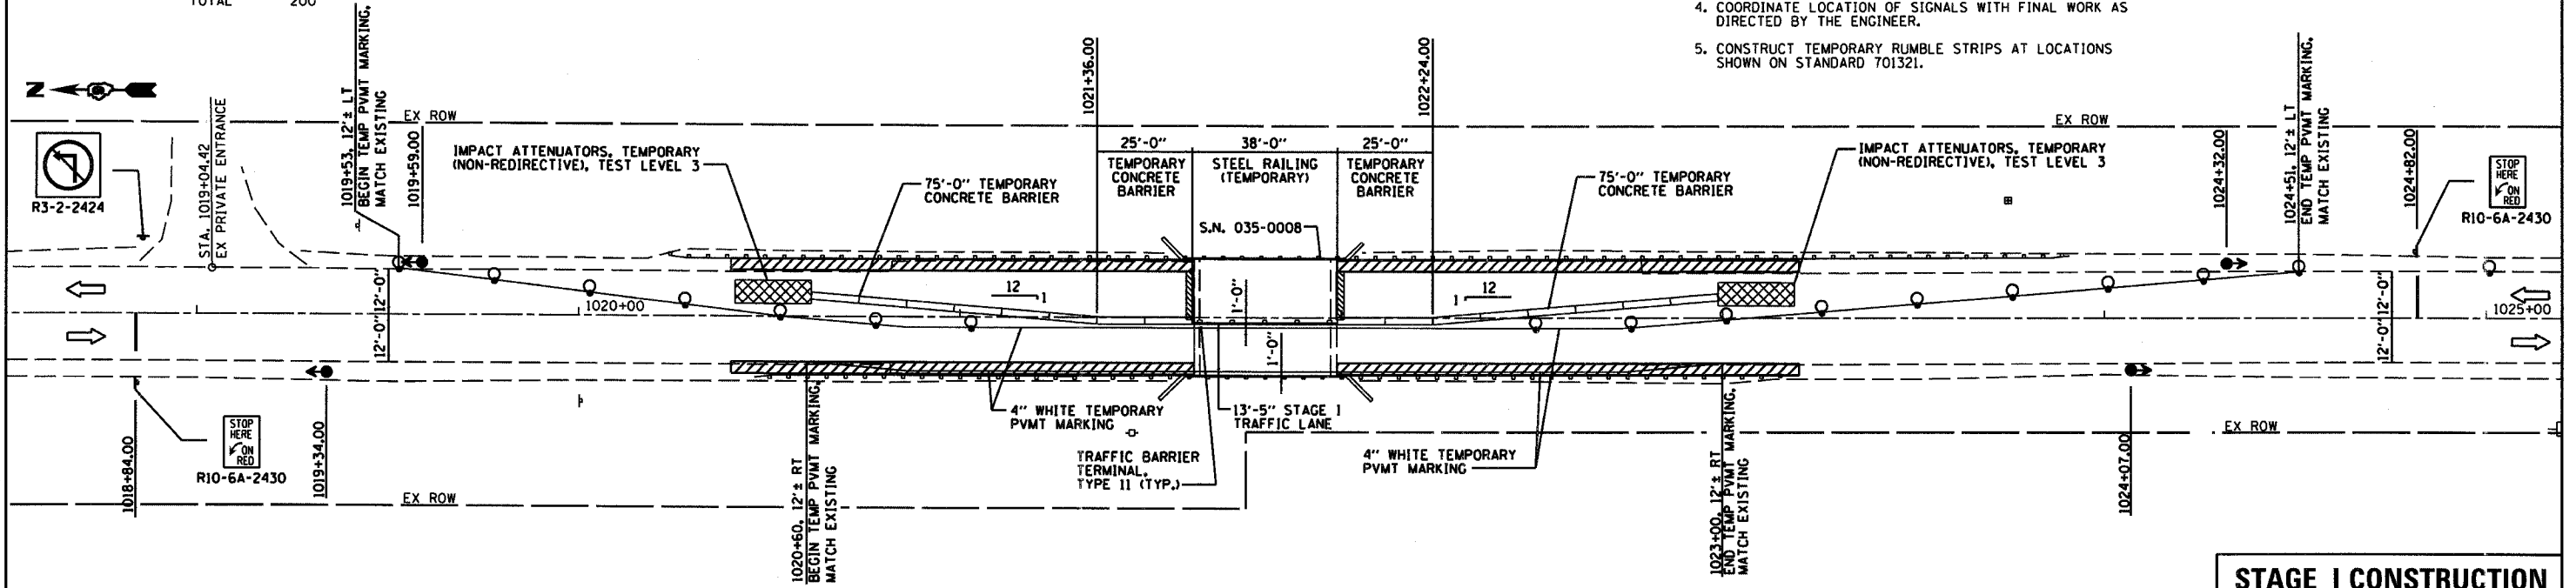 TOTAL 200
4. COORDINATE LOCATION OF SIGNALS WITH FINAL WORK AS
DIRECTED BY THE ENGINEER.
5. CONSTRUCT TEMPORARY RUMBLE STRIPS AT LOCATIONS
SHOWN ON STANDARD 701321.
N
R3-2-2424
STA. 1019+04.42
EX PRIVATE ENTRANCE
1019+53, 12'± LT
BEGIN TEMP PVMT MARKING,
MATCH EXISTING
1019+59.00
EX ROW
IMPACT ATTENUATORS, TEMPORARY
(NON-REDIRECTIVE), TEST LEVEL 3
75'-0" TEMPORARY
CONCRETE BARRIER
1021+36.00
25'-0"
TEMPORARY
CONCRETE
BARRIER
38'-0"
STEEL RAILING
(TEMPORARY)
25'-0"
TEMPORARY
CONCRETE
BARRIER
1022+24.00
S.N. 035-0008
75'-0" TEMPORARY
CONCRETE BARRIER
IMPACT ATTENUATORS, TEMPORARY
(NON-REDIRECTIVE), TEST LEVEL 3
EX ROW
1024+32.00
1024+51, 12'± LT
END TEMP PVMT MARKING,
MATCH EXISTING
1024+82.00
STOP
HERE
ON
RED
R10-6A-2430
12'-0"
12'-0"
1020+00
12
1
1'-0"
1'-0"
12
1
12'-0"
12'-0"
1025+00
1018+84.00
STOP
HERE
ON
RED
R10-6A-2430
1019+34.00
EX ROW
1020+60, 12'± RT
BEGIN TEMP PVMT MARKING,
MATCH EXISTING
4" WHITE TEMPORARY
PVMT MARKING
13'-5" STAGE I
TRAFFIC LANE
TRAFFIC BARRIER
TERMINAL,
TYPE 11 (TYP.)
4" WHITE TEMPORARY
PVMT MARKING
1023+00, 12'± RT
END TEMP PVMT MARKING,
MATCH EXISTING
1024+07.00
EX ROW
STAGE I CONSTRUCTION